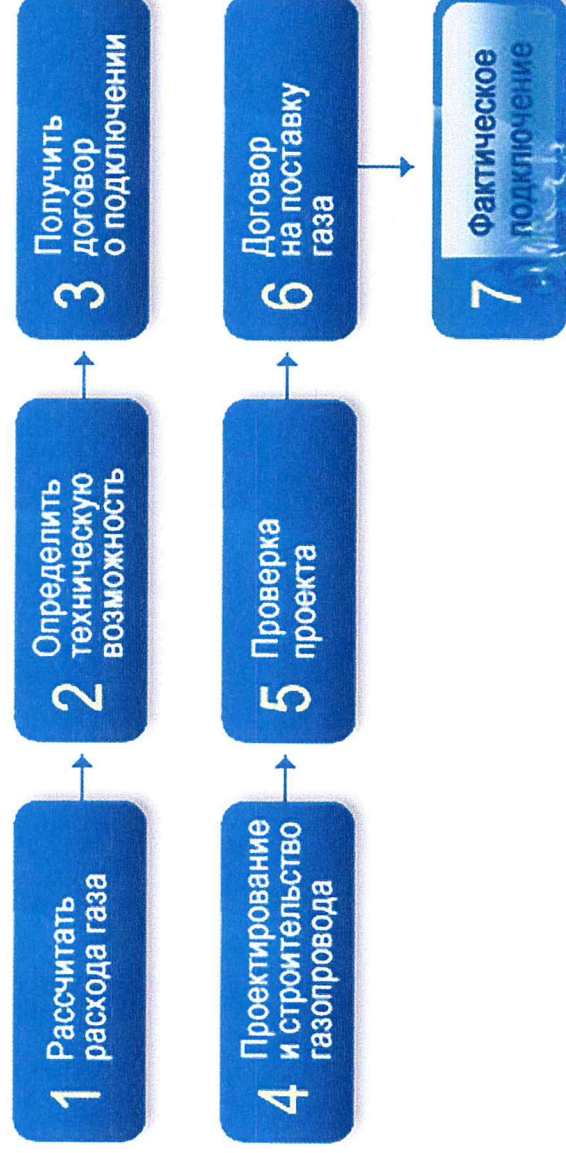 1 Рассчитать
расхода газа
2 Определить
техническую
возможность
3 Получить
договор
о подключении
4 Проектирование
и строительство
газопровода
5 Проверка
проекта
6 Договор
на поставку
газа
7 Фактическое
подключение